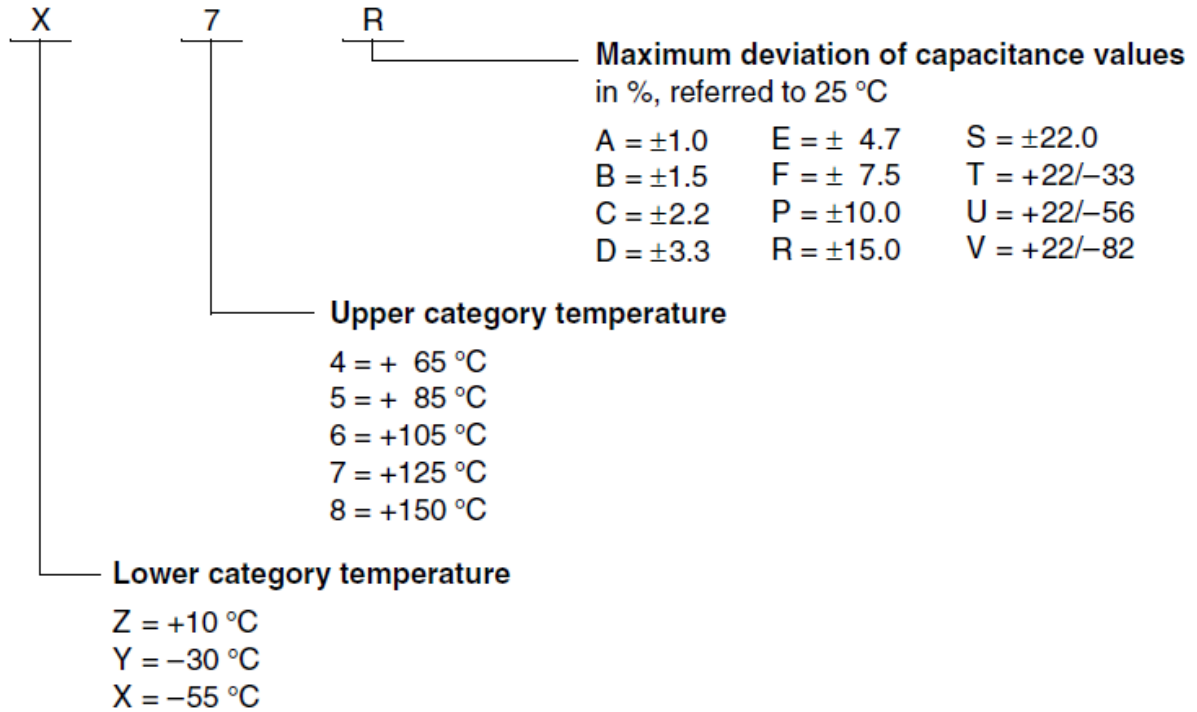 X 7 R
Maximum deviation of capacitance values
in %, referred to 25 °C
A = ±1.0 E = ± 4.7 S = ±22.0
B = ±1.5 F = ± 7.5 T = +22/–33
C = ±2.2 P = ±10.0 U = +22/–56
D = ±3.3 R = ±15.0 V = +22/–82
Upper category temperature
4 = + 65 °C
5 = + 85 °C
6 = +105 °C
7 = +125 °C
8 = +150 °C
Lower category temperature
Z = +10 °C
Y = –30 °C
X = –55 °C